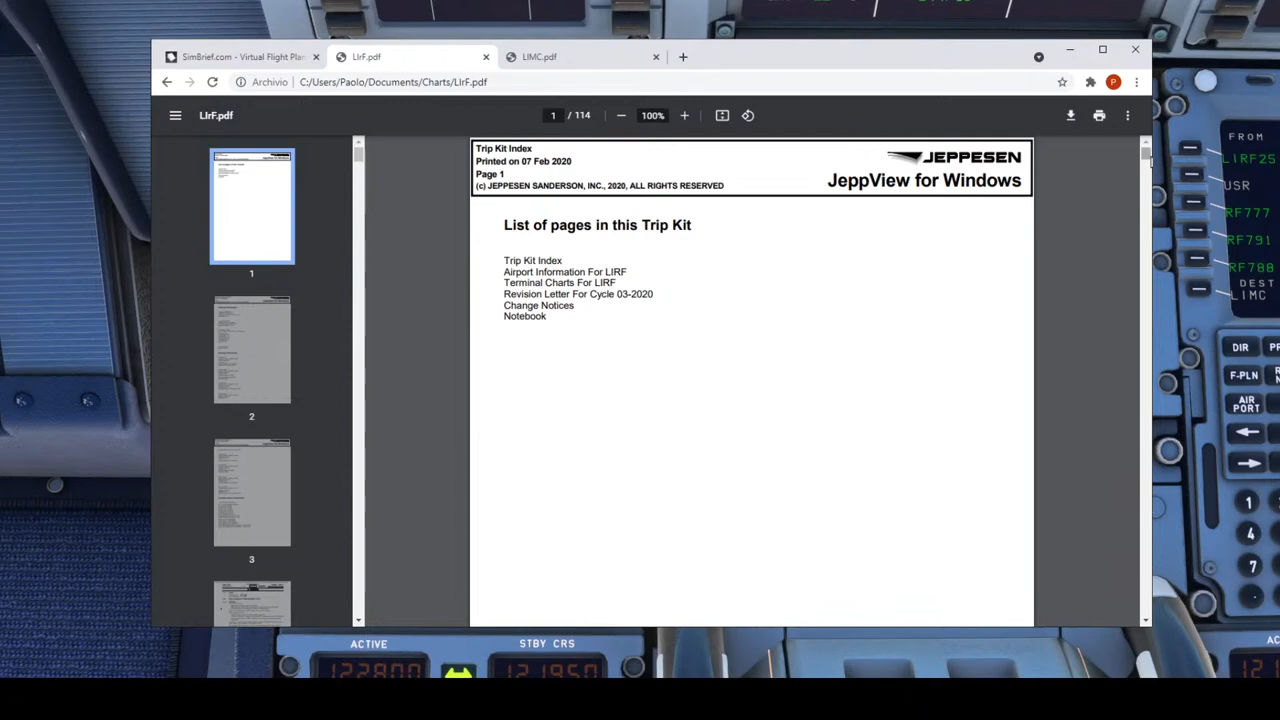 SimBrief.com - Virtual Flight Plan
LIrF.pdf
LIMC.pdf
Archivio
C:/Users/Paolo/Documents/Charts/LIrF.pdf
P
LIrF.pdf
1 / 114
100%
Trip Kit Index
Printed on 07 Feb 2020
Page 1
(c) JEPPESEN SANDERSON, INC., 2020, ALL RIGHTS RESERVED
JEPPESEN
JeppView for Windows
List of pages in this Trip Kit
Trip Kit Index
Airport Information For LIRF
Terminal Charts For LIRF
Revision Letter For Cycle 03-2020
Change Notices
Notebook
1
2
3
FROM
LIRF25
USR
RF777
RF791
RF788
DEST
LIMC
DIR
F-PLN
AIR
PORT
1
4
7
ACTIVE
STBY CRS
122800
121950